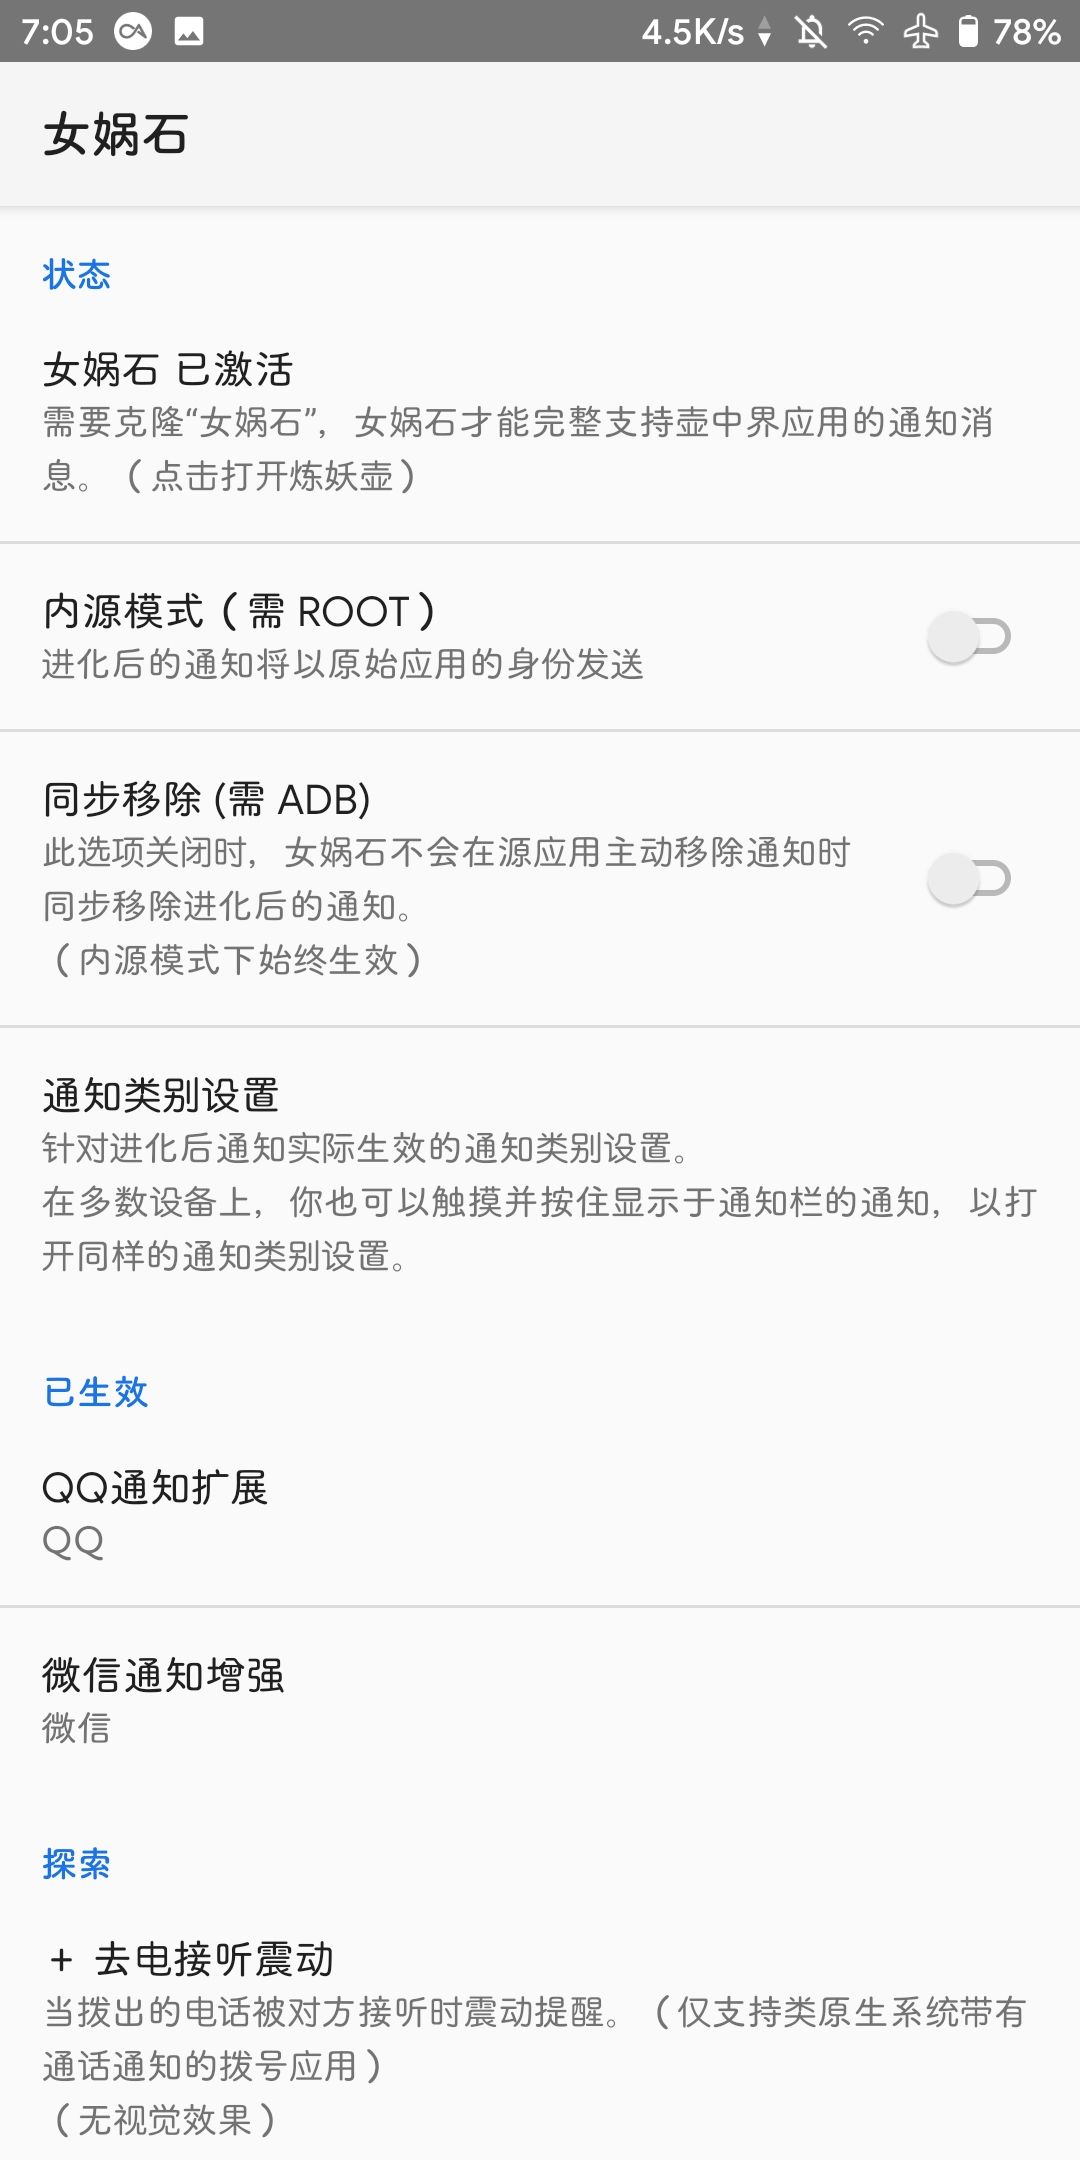 7:05
4.5K/s
78%
女娲石
状态
女娲石 已激活
需要克隆“女娲石”，女娲石才能完整支持壶中界应用的通知消
息。（点击打开炼妖壶）
内源模式（需 ROOT）
进化后的通知将以原始应用的身份发送
同步移除 (需 ADB)
此选项关闭时，女娲石不会在源应用主动移除通知时
同步移除进化后的通知。
（内源模式下始终生效）
通知类别设置
针对进化后通知实际生效的通知类别设置。
在多数设备上，你也可以触摸并按住显示于通知栏的通知，以打
开同样的通知类别设置。
已生效
QQ通知扩展
QQ
微信通知增强
微信
探索
+ 去电接听震动
当拨出的电话被对方接听时震动提醒。（仅支持类原生系统带有
通话通知的拨号应用）
（无视觉效果）